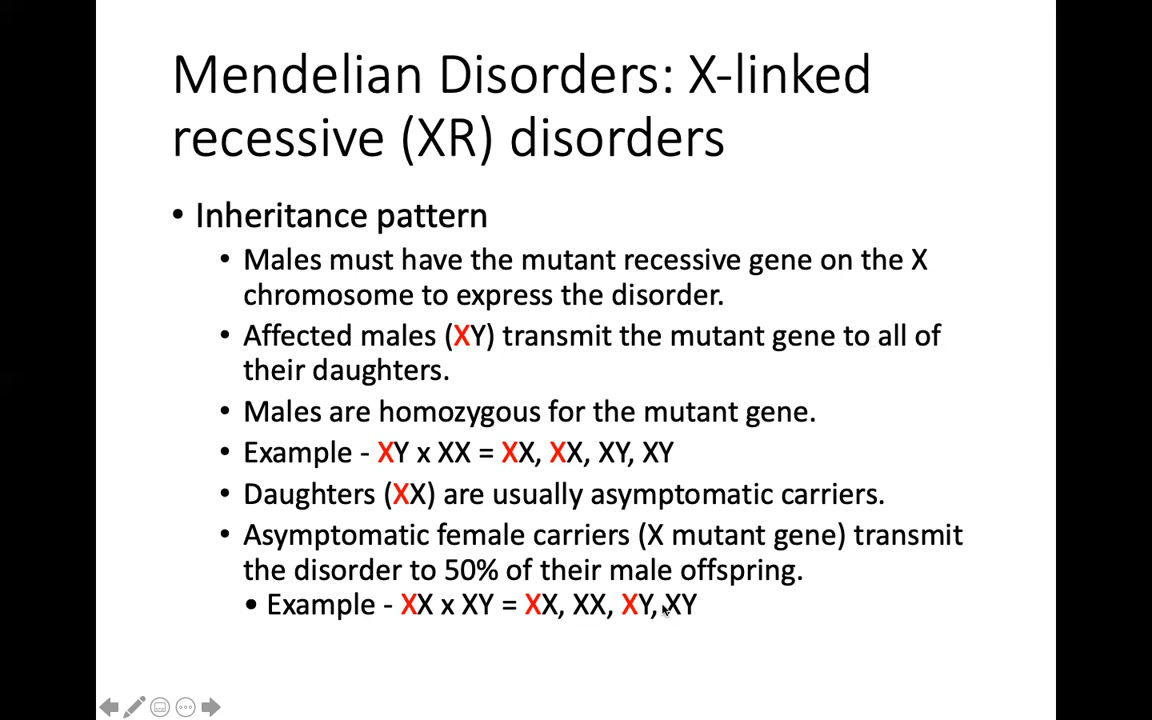 Mendelian Disorders: X-linked
recessive (XR) disorders
• Inheritance pattern
• Males must have the mutant recessive gene on the X
chromosome to express the disorder.
• Affected males (XY) transmit the mutant gene to all of
their daughters.
• Males are homozygous for the mutant gene.
• Example - XY x XX = XX, XX, XY, XY
• Daughters (XX) are usually asymptomatic carriers.
• Asymptomatic female carriers (X mutant gene) transmit
the disorder to 50% of their male offspring.
• Example - XX x XY = XX, XX, XY, XY